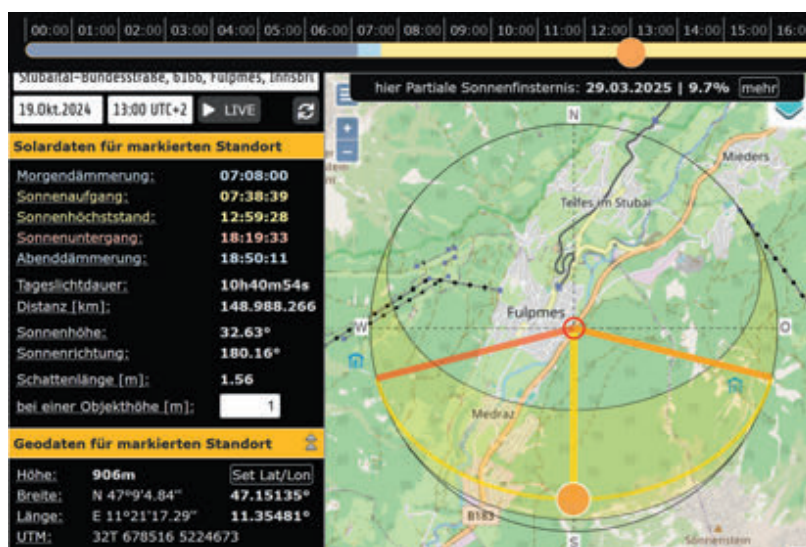 00:00 01:00 02:00 03:00 04:00 05:00 06:00 07:00 08:00 09:00 10:00 11:00 12:00 13:00 14:00 15:00 16:0
Stubaital-Bundesstraße, 6166, Fulpmes, Innsbr
hier Partiale Sonnenfinsternis: 29.03.2025 | 9.7% mehr
19.Okt.2024 13:00 UTC+2 LIVE
Solardaten für markierten Standort
Morgendämmerung: 07:08:00
Sonnenaufgang: 07:38:39
Sonnenhöchststand: 12:59:28
Sonnenuntergang: 18:19:33
Abenddämmerung: 18:50:11
Tageslichtdauer: 10h40m54s
Distanz [km]: 148.988.266
Sonnenhöhe: 32.63°
Sonnenrichtung: 180.16°
Schattenlänge [m]: 1.56
bei einer Objekthöhe [m]: 1
Geodaten für markierten Standort
Höhe: 906m Set Lat/Lon
Breite: N 47°9'4.84" 47.15135°
Länge: E 11°21'17.29" 11.35481°
UTM: 32T 678516 5224673
+
−
N
Mieders
Telfes im Stubai
Fulpmes
W
O
Medraz
B183
S
Sonnenstein